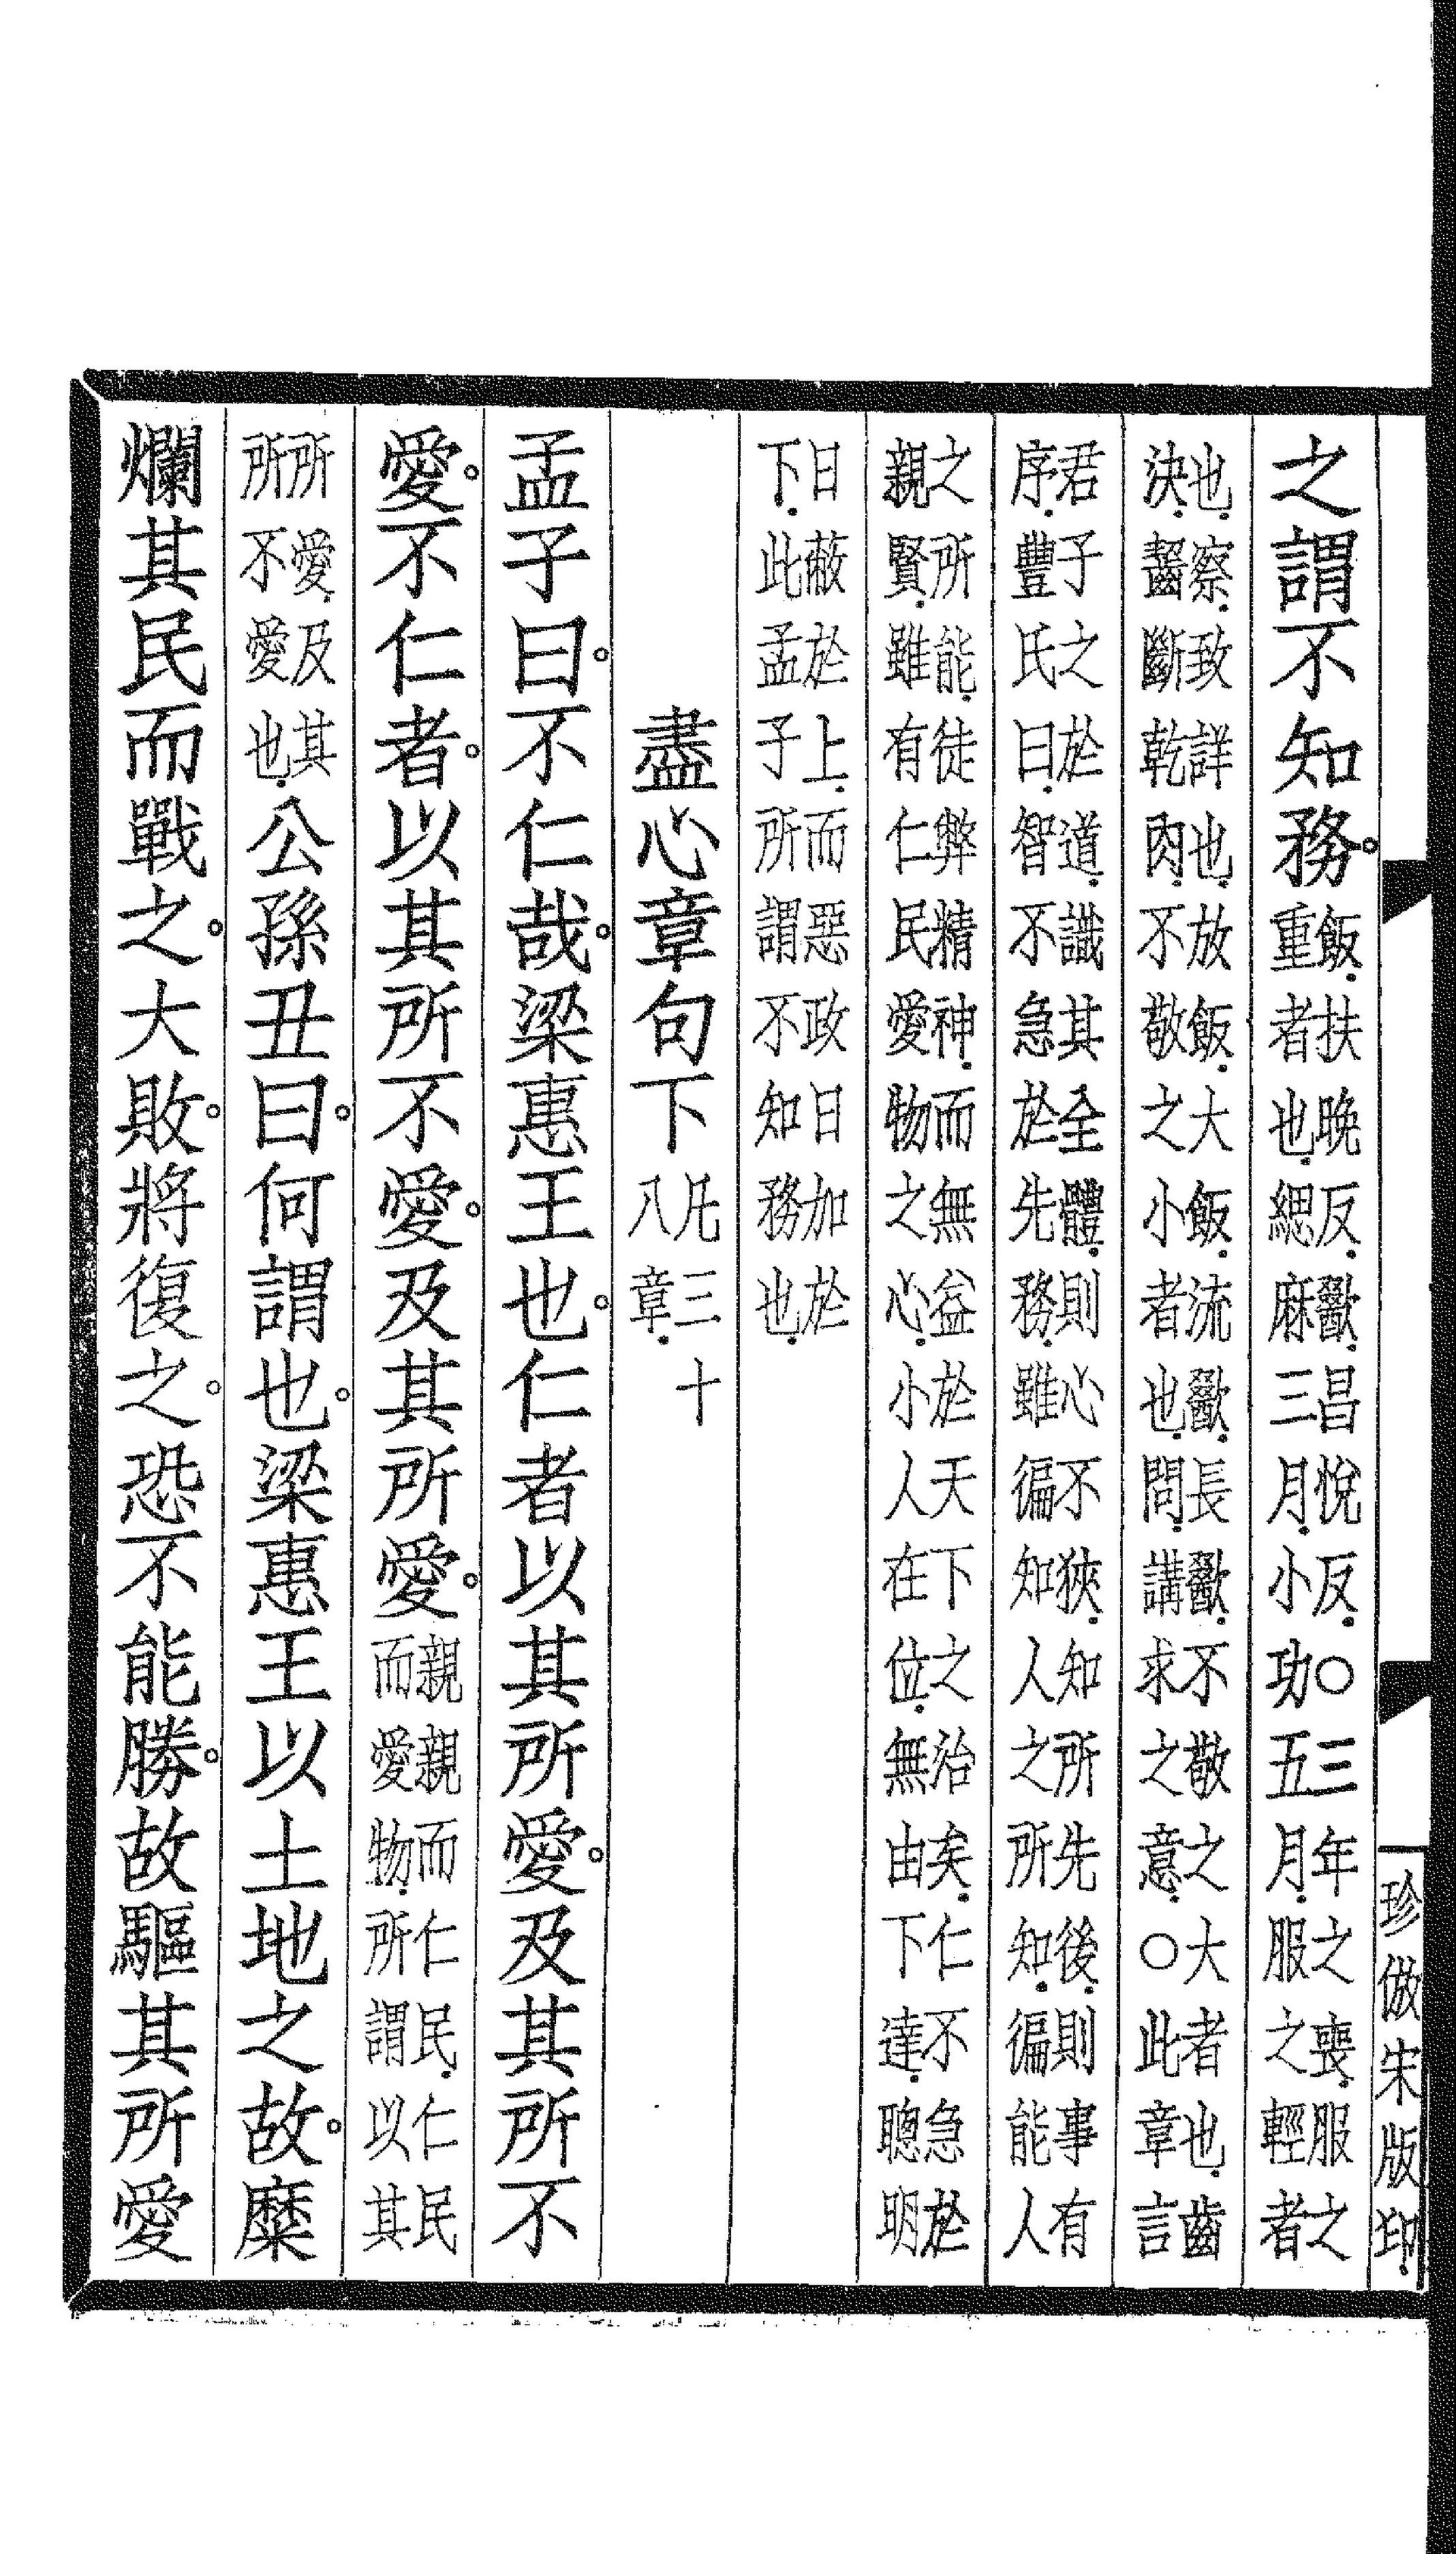 珍倣宋版印.
之謂不知務。飯.扶晚反.歠.昌悅反.○三年之喪.服之重者也.緦麻三月.小功五月.服之輕者
也.察.致詳也.放飯.大飯.流歠.長歠.不敬之大者也.齒決.齧斷乾肉.不敬之小者也.問.講求之意.○此章言
君子之於道.識其全體.則心不狹.知所先後.則事有序.豐氏曰.智不急於先務.雖徧知人之所知.徧能人
之所能.徒弊精神.而無益於天下之治矣.仁不急於親賢.雖有仁民愛物之心.小人在位.無由下達.聰明
日蔽於上.而惡政日加於下.此孟子所謂不知務也.
盡心章句下凡三十八章.
孟子曰。不仁哉。梁惠王也。仁者以其所愛。及其所不
愛。不仁者。以其所不愛。及其所愛。親親而仁民.仁民而愛物.所謂以其
所愛.及其所不愛也.公孫丑曰。何謂也。梁惠王以土地之故。糜
爛其民而戰之。大敗。將復之。恐不能勝。故驅其所愛